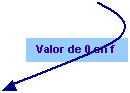 Valor de 0 en f